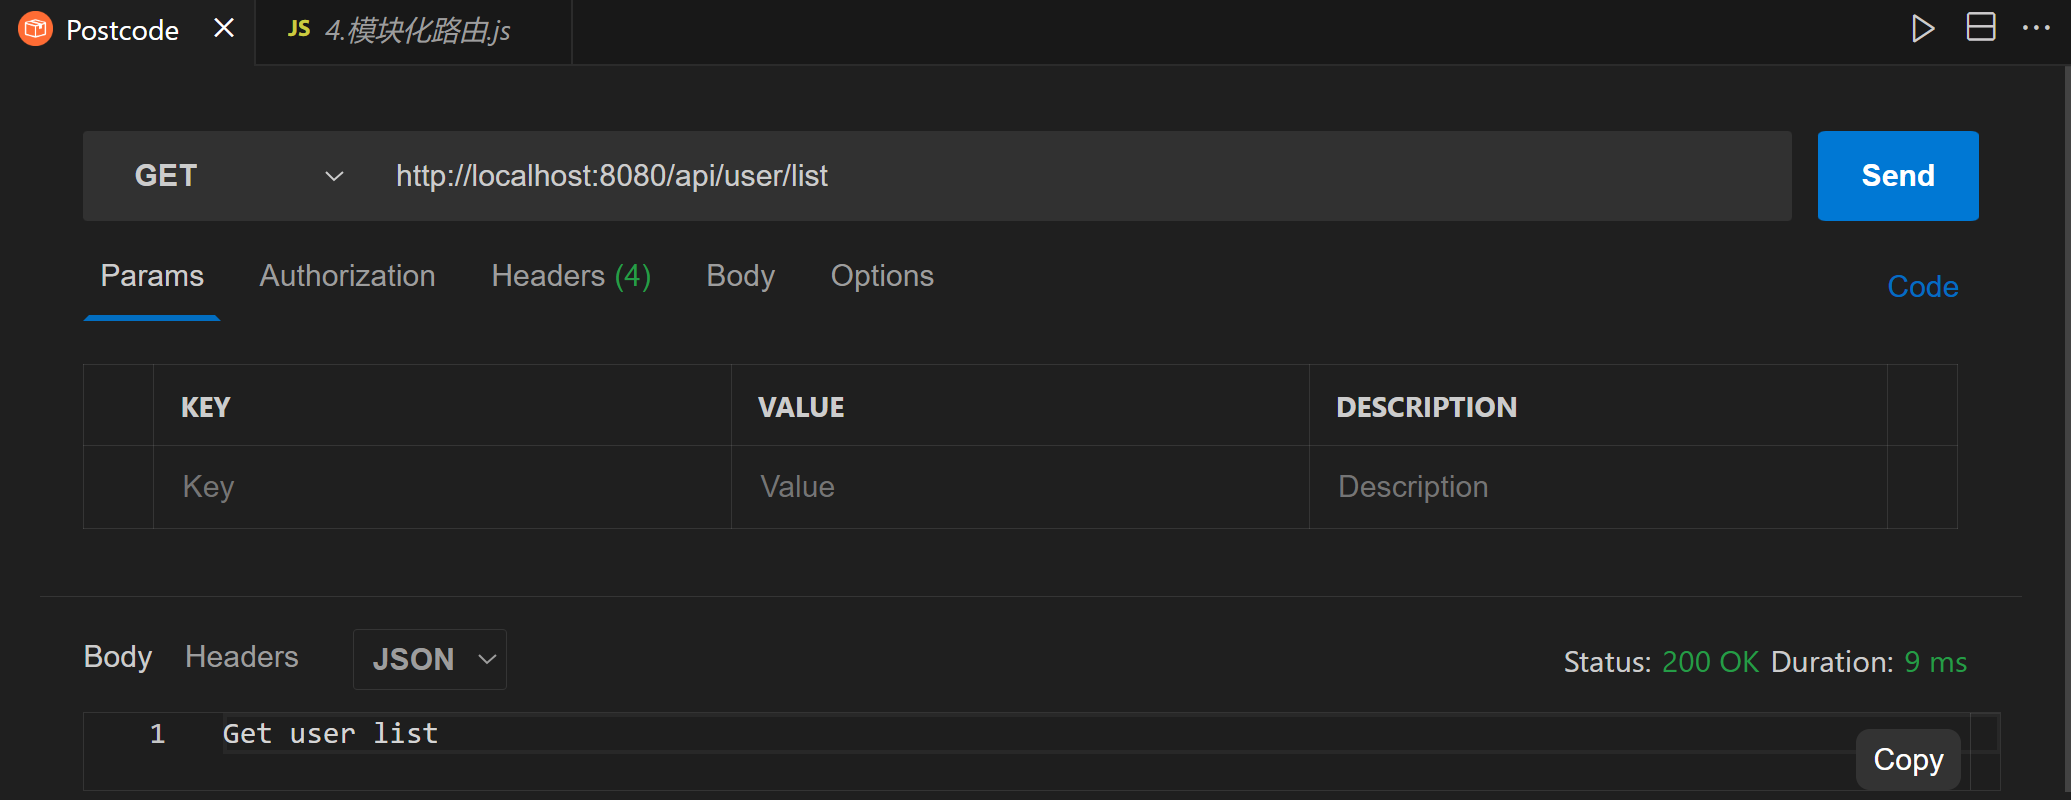 Postcode
JS 4.模块化路由.js
GET http://localhost:8080/api/user/list Send
Params Authorization Headers (4) Body Options Code
KEY VALUE DESCRIPTION
Key Value Description
Body Headers JSON Status: 200 OK Duration: 9 ms
1 Get user list
Copy